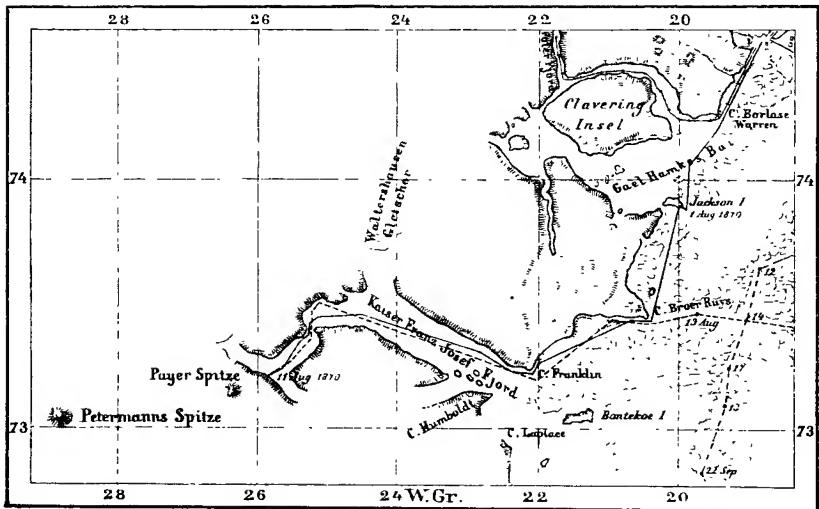 28
26
24
22
20
Clavering
Insel
C. Borlase
Warren
74
Gael Hamkes Bai
74
Jackson I
1 Aug 1870
Waltershausen
Gletscher
12
C. Broer Ruys
13 Aug
14
Kaiser Franz Josef Fjord
C. Franklin
11 Aug 1870
Payer Spitze
Petermanns Spitze
C. Humboldt
Bontekoe I
C. Laplace
73
73
22 Sep
28
26
24
W.Gr.
22
20